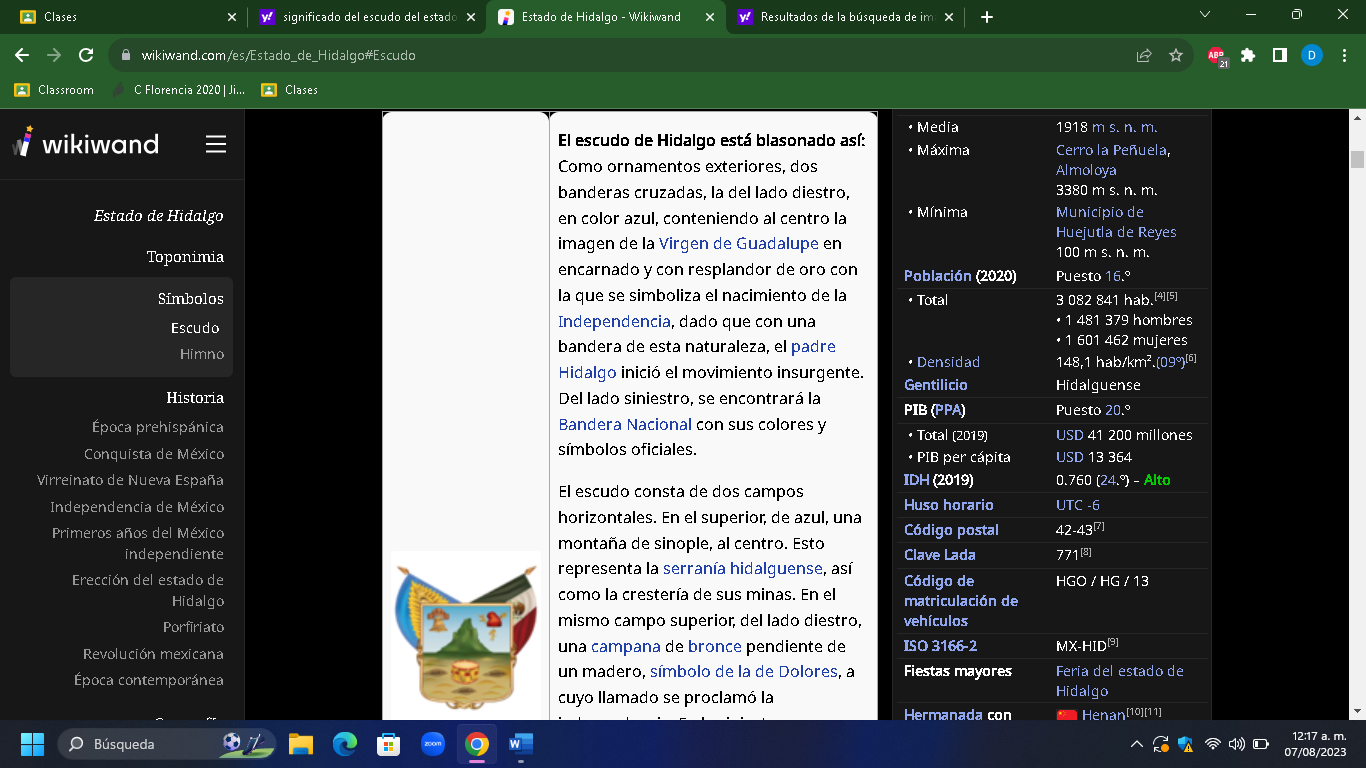 Clases
significado del escudo del estado
Estado de Hidalgo - Wikiwand
Resultados de la búsqueda de im
wikiwand.com/es/Estado_de_Hidalgo#Escudo
ABP
21
D
Classroom
C Florencia 2020 | Ji...
Clases
wikiwand
Estado de Hidalgo
Toponimia
Símbolos
Escudo
Himno
Historia
Época prehispánica
Conquista de México
Virreinato de Nueva España
Independencia de México
Primeros años del México
independiente
Erección del estado de
Hidalgo
Porfiriato
Revolución mexicana
Época contemporánea
El escudo de Hidalgo está blasonado así:
Como ornamentos exteriores, dos
banderas cruzadas, la del lado diestro,
en color azul, conteniendo al centro la
imagen de la Virgen de Guadalupe en
encarnado y con resplandor de oro con
la que se simboliza el nacimiento de la
Independencia, dado que con una
bandera de esta naturaleza, el padre
Hidalgo inició el movimiento insurgente.
Del lado siniestro, se encontrará la
Bandera Nacional con sus colores y
símbolos oficiales.
El escudo consta de dos campos
horizontales. En el superior, de azul, una
montaña de sinople, al centro. Esto
representa la serranía hidalguense, así
como la crestería de sus minas. En el
mismo campo superior, del lado diestro,
una campana de bronce pendiente de
un madero, símbolo de la de Dolores, a
cuyo llamado se proclamó la
• Media 1918 m s. n. m.
• Máxima Cerro la Peñuela,
Almoloya
3380 m s. n. m.
• Mínima Municipio de
Huejutla de Reyes
100 m s. n. m.
Población (2020) Puesto 16.º
• Total 3 082 841 hab.[4][5]
• 1 481 379 hombres
• 1 601 462 mujeres
• Densidad 148,1 hab/km².(09º)[6]
Gentilicio Hidalguense
PIB (PPA) Puesto 20.º
• Total (2019) USD 41 200 millones
• PIB per cápita USD 13 364
IDH (2019) 0.760 (24.º) – Alto
Huso horario UTC -6
Código postal 42-43[7]
Clave Lada 771[8]
Código de HGO / HG / 13
matriculación de
vehículos
ISO 3166-2 MX-HID[9]
Fiestas mayores Feria del estado de
Hidalgo
Hermanada con Henan[10][11]
Búsqueda
zoom
W
12:17 a. m.
07/08/2023